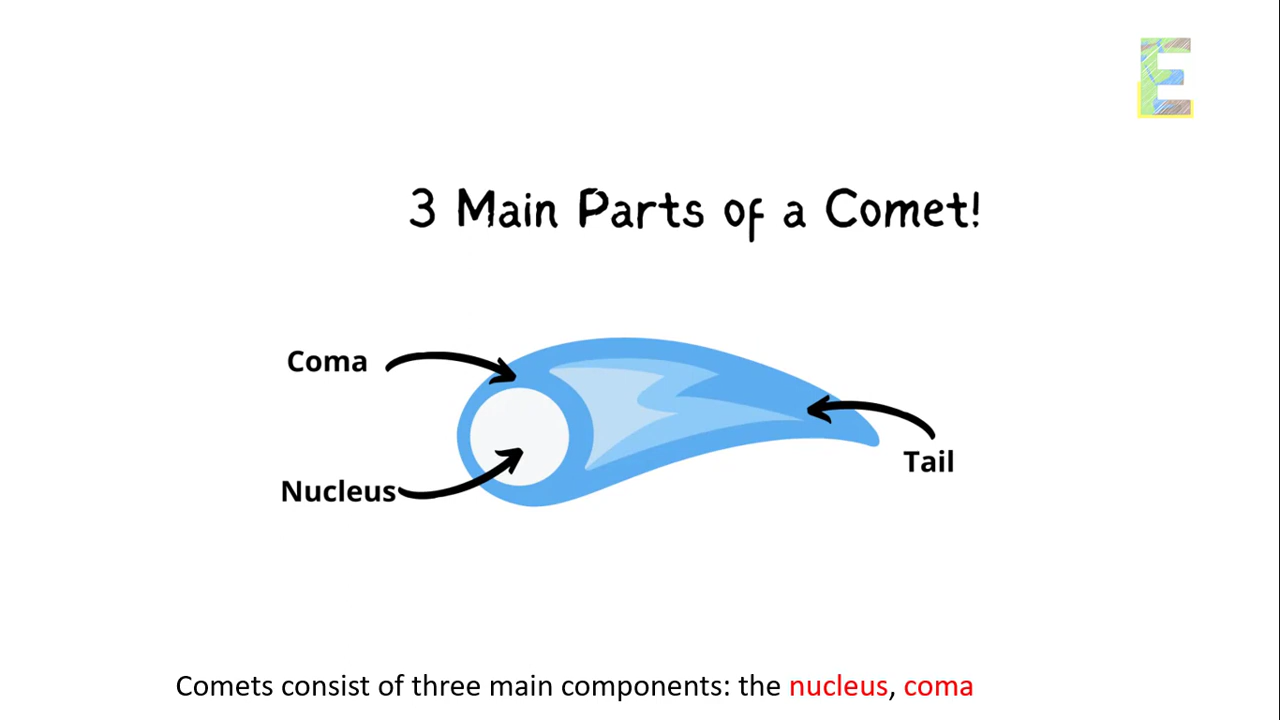 E
3 Main Parts of a Comet!
Coma
Nucleus
Tail
Comets consist of three main components: the nucleus, coma